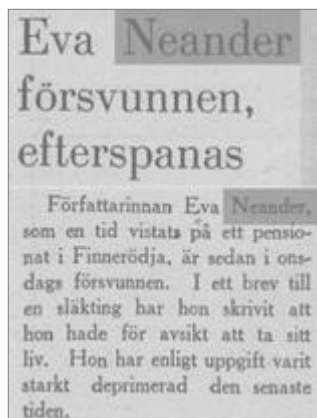 Eva Neander
försvunnen,
efterspanas
Författarinnan Eva Neander,
som en tid vistats på ett pensio-
nat i Finnerödja, är sedan i ons-
dags försvunnen. I ett brev till
en släkting har hon skrivit att
hon hade för avsikt att ta sitt
liv. Hon har enligt uppgift varit
starkt deprimerad den senaste
tiden.